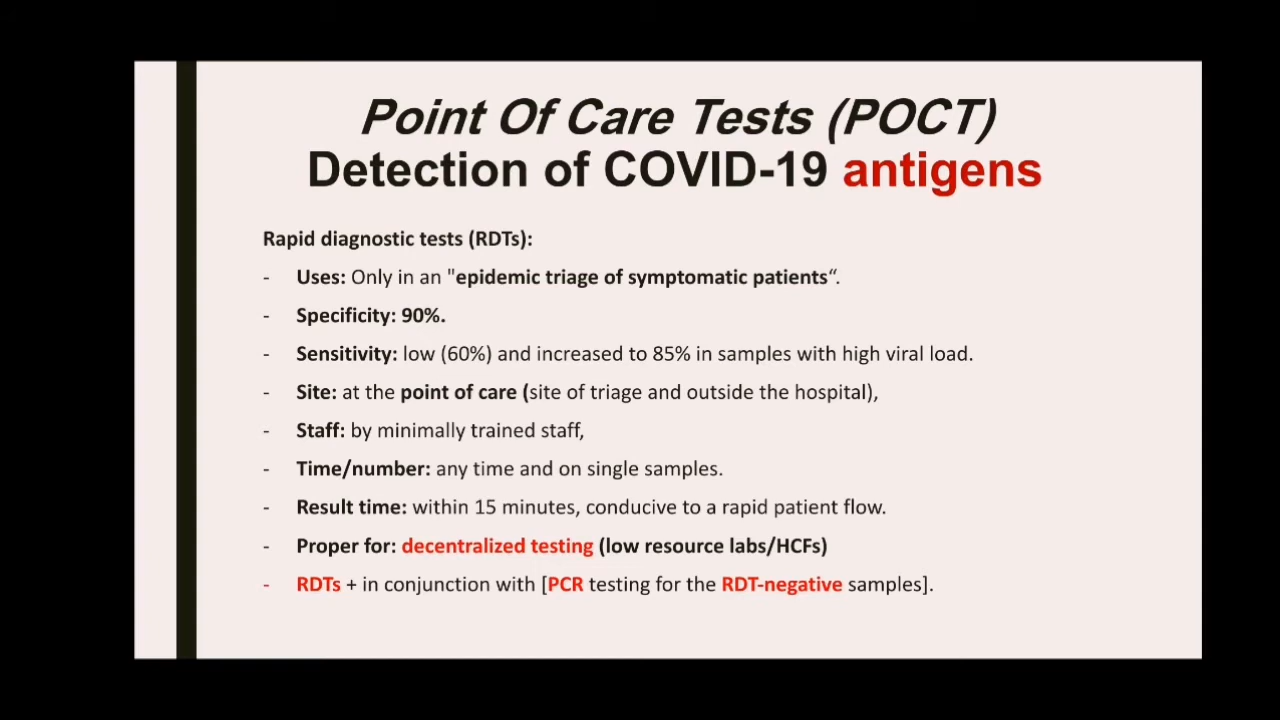 Point Of Care Tests (POCT)
Detection of COVID-19 antigens
Rapid diagnostic tests (RDTs):
- Uses: Only in an "epidemic triage of symptomatic patients“.
- Specificity: 90%.
- Sensitivity: low (60%) and increased to 85% in samples with high viral load.
- Site: at the point of care (site of triage and outside the hospital),
- Staff: by minimally trained staff,
- Time/number: any time and on single samples.
- Result time: within 15 minutes, conducive to a rapid patient flow.
- Proper for: decentralized testing (low resource labs/HCFs)
- RDTs + in conjunction with [PCR testing for the RDT-negative samples].